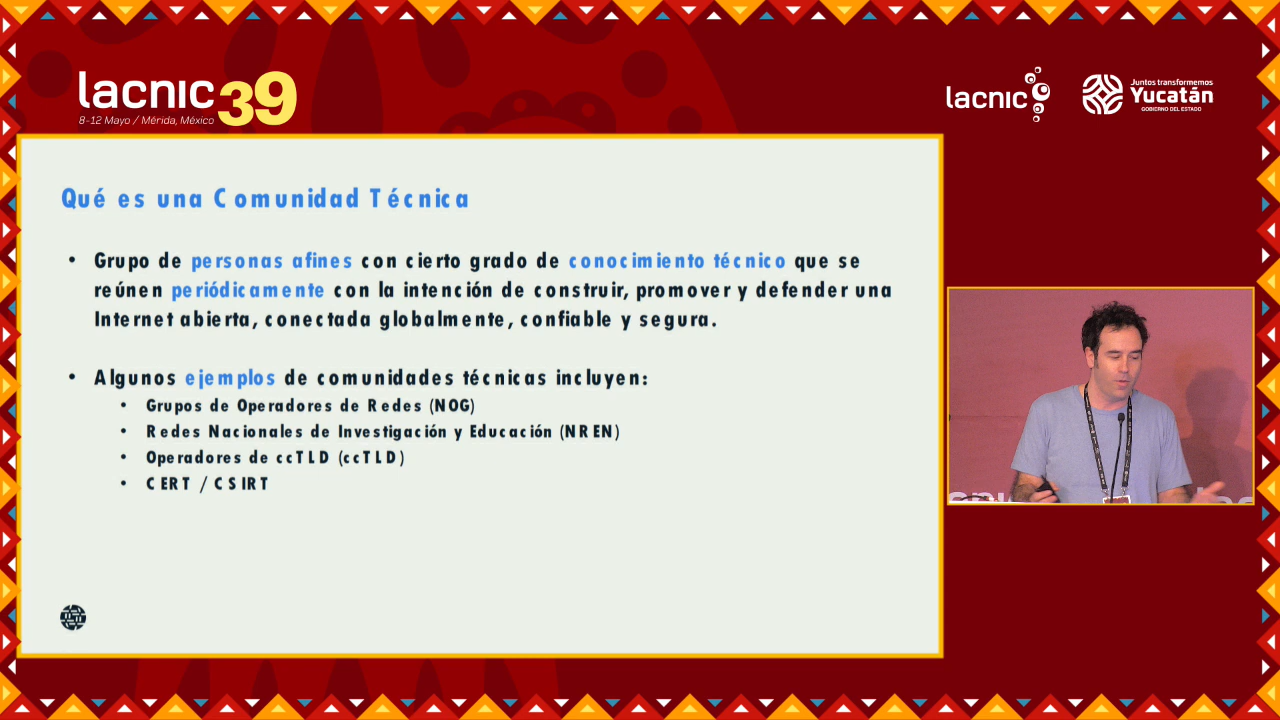 lacnic 39
8-12 Mayo / Mérida, México
lacnic
Juntos transformemos
Yucatán
GOBIERNO DEL ESTADO
Qué es una Comunidad Técnica
• Grupo de personas afines con cierto grado de conocimiento técnico que se
reúnen periódicamente con la intención de construir, promover y defender una
Internet abierta, conectada globalmente, confiable y segura.
• Algunos ejemplos de comunidades técnicas incluyen:
• Grupos de Operadores de Redes (NOG)
• Redes Nacionales de Investigación y Educación (NREN)
• Operadores de ccTLD (ccTLD)
• CERT / CSIRT